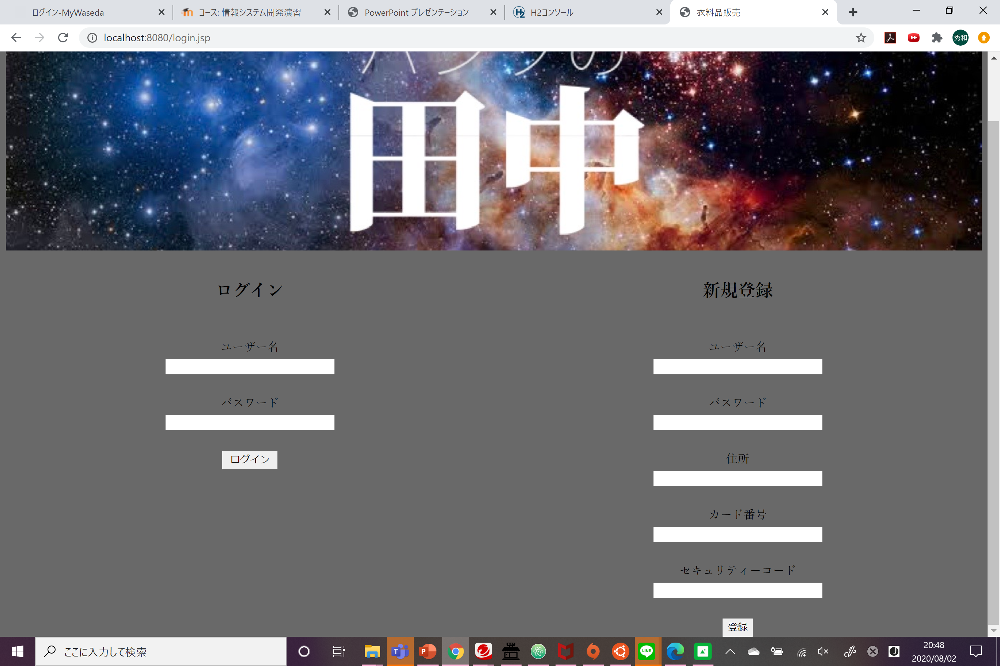 ログイン-MyWaseda
コース: 情報システム開発演習
PowerPoint プレゼンテーション
H2コンソール
衣料品販売
localhost:8080/login.jsp
秀和
田中
ログイン
新規登録
ユーザー名
ユーザー名
パスワード
パスワード
ログイン
住所
カード番号
セキュリティーコード
登録
ここに入力して検索
LINE
20:48
2020/08/02